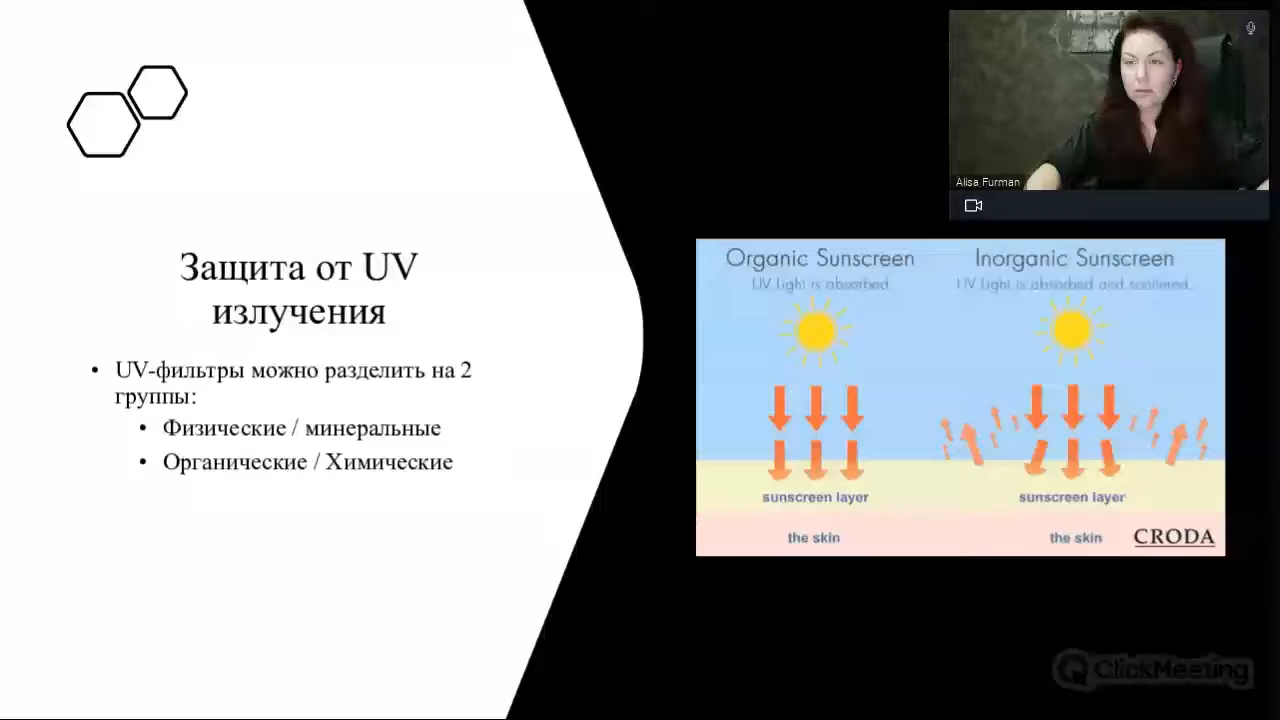 Защита от UV
излучения
• UV-фильтры можно разделить на 2
группы:
• Физические / минеральные
• Органические / Химические
Alisa Furman
Organic Sunscreen
UV Light is absorbed
Inorganic Sunscreen
UV Light is absorbed and scattered
sunscreen layer
sunscreen layer
the skin
the skin
CRODA
ClickMeeting